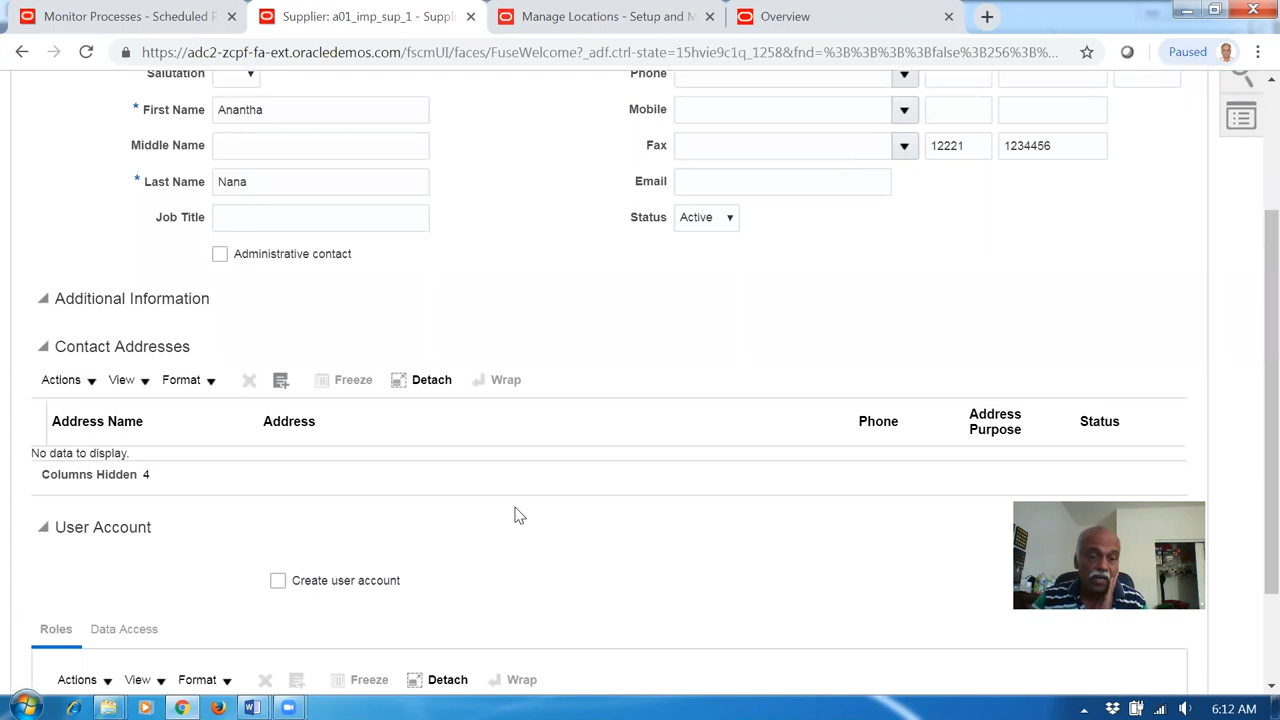 Monitor Processes - Scheduled P
Supplier: a01_imp_sup_1 - Suppli
Locations - Setup and M
Overview
https://adc2-zcpf-fa-ext.oracledemos.com/fscmUI/faces/FuseWelcome?_adf.ctrl-state=15hvie9c1q_1258&fnd=%3B%3B%3B%3Bfalse%3B256%3B%...
Paused
Salutation
Phone
* First Name Anantha
Mobile
Middle Name
Fax 12221 1234456
* Last Name Nana
Email
Job Title
Status Active
Administrative contact
Additional Information
Contact Addresses
Actions View Format Freeze Detach Wrap
Address Name Address Phone Address Purpose Status
No data to display.
Columns Hidden 4
User Account
Create user account
Roles Data Access
Actions View Format Freeze Detach Wrap
6:12 AM